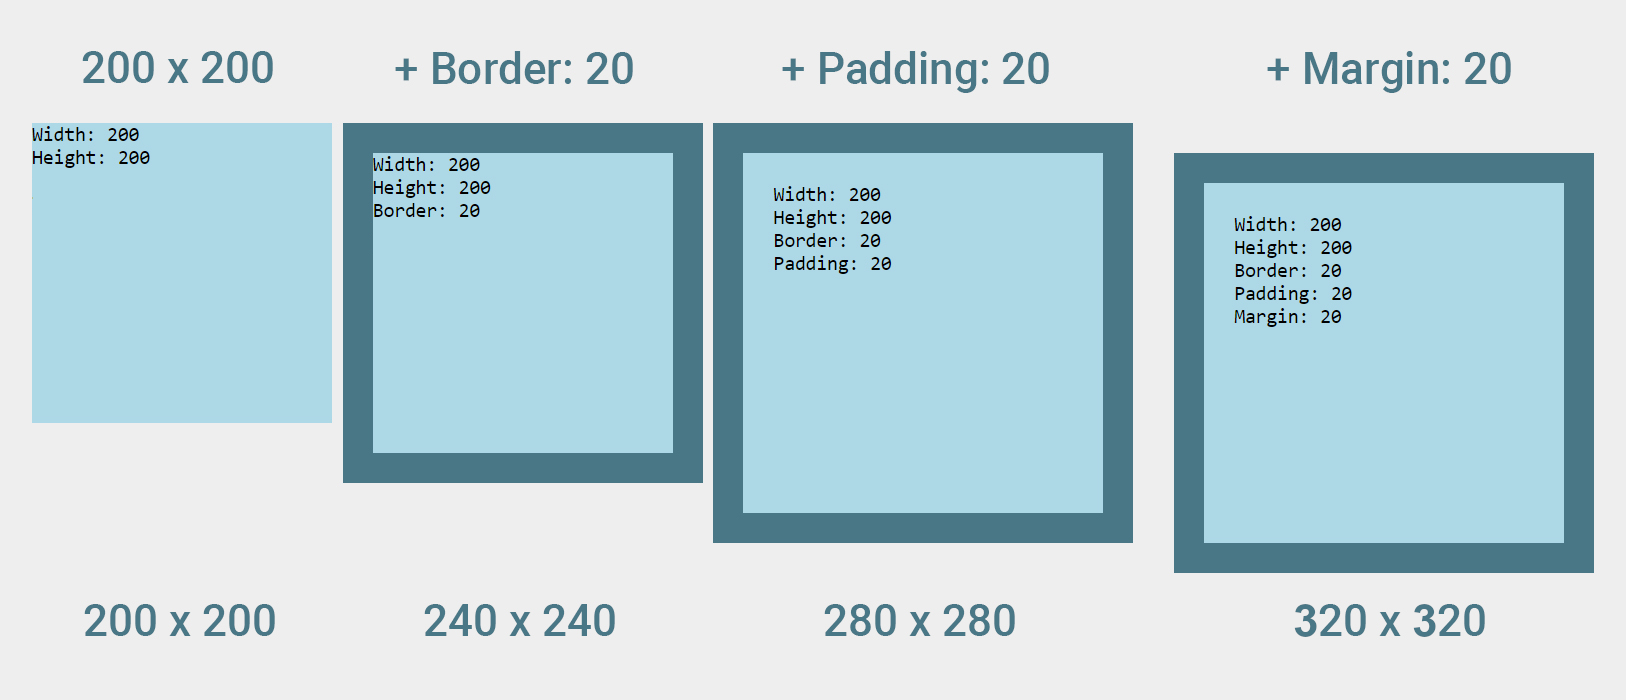 200 x 200
+ Border: 20
+ Padding: 20
+ Margin: 20
Width: 200
Height: 200
Width: 200
Height: 200
Border: 20
Width: 200
Height: 200
Border: 20
Padding: 20
Width: 200
Height: 200
Border: 20
Padding: 20
Margin: 20
200 x 200
240 x 240
280 x 280
320 x 320